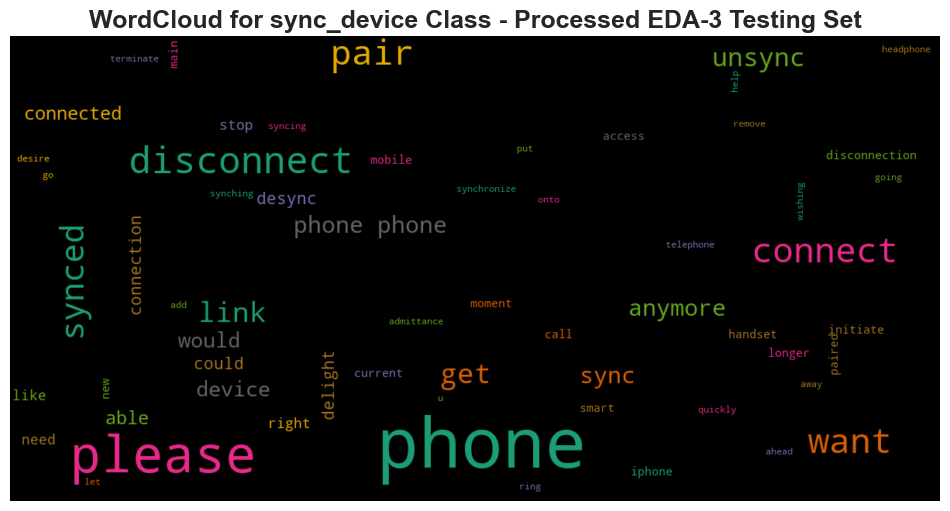 WordCloud for sync_device Class - Processed EDA-3 Testing Set
terminate
main
pair
unsync
headphone
help
connected
stop
syncing
access
remove
desire
go
disconnect
mobile
put
disconnection
going
synching
desync
synchronize
onto
wishing
phone phone
connection
synced
telephone
connect
add
link
moment
admittance
anymore
would
call
handset
initiate
could
longer
paired
delight
current
get
sync
device
away
like
new
u
able
right
smart
quickly
need
please
phone
want
ahead
let
iphone
ring